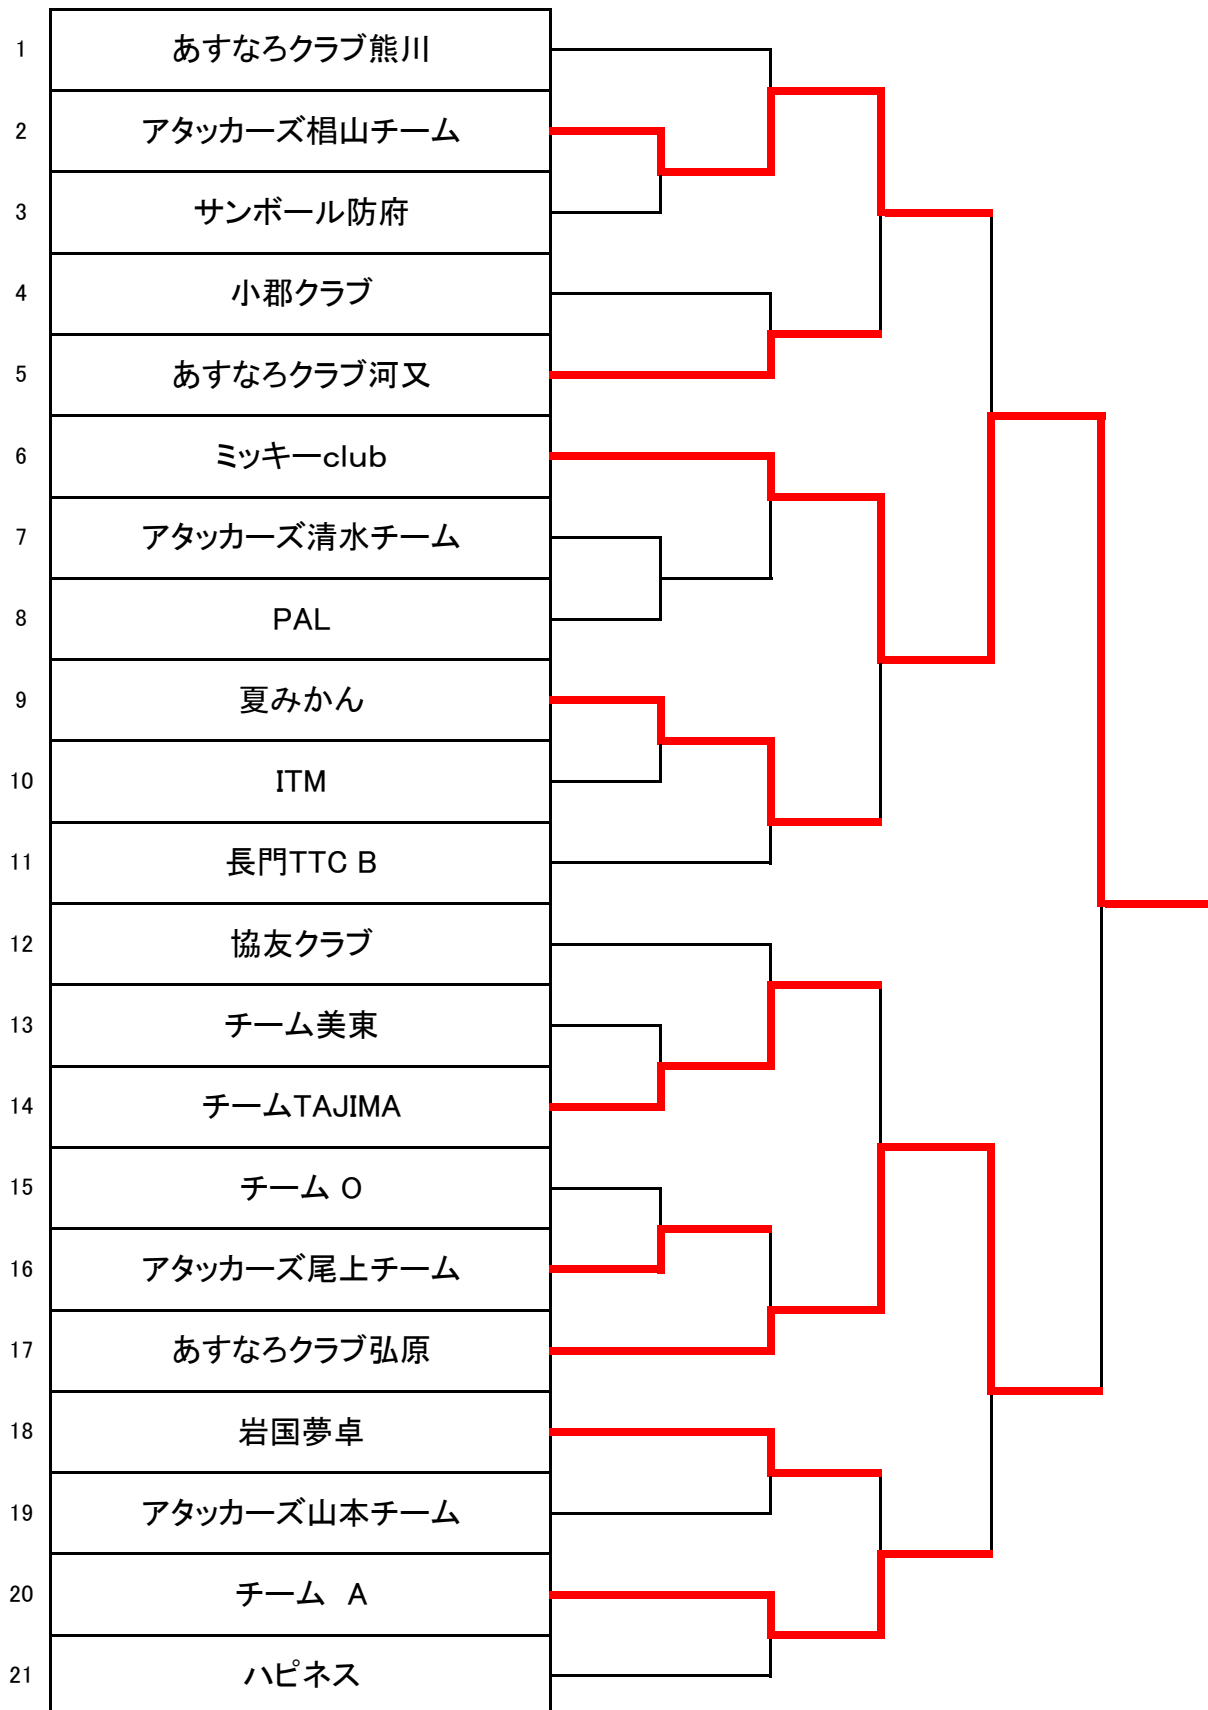 1 あすなろクラブ熊川
2 アタッカーズ椙山チーム
3 サンボール防府
4 小郡クラブ
5 あすなろクラブ河又
6 ミッキーclub
7 アタッカーズ清水チーム
8 PAL
9 夏みかん
10 ITM
11 長門TTC B
12 協友クラブ
13 チーム美東
14 チームTAJIMA
15 チーム O
16 アタッカーズ尾上チーム
17 あすなろクラブ弘原
18 岩国夢卓
19 アタッカーズ山本チーム
20 チーム　A
21 ハピネス